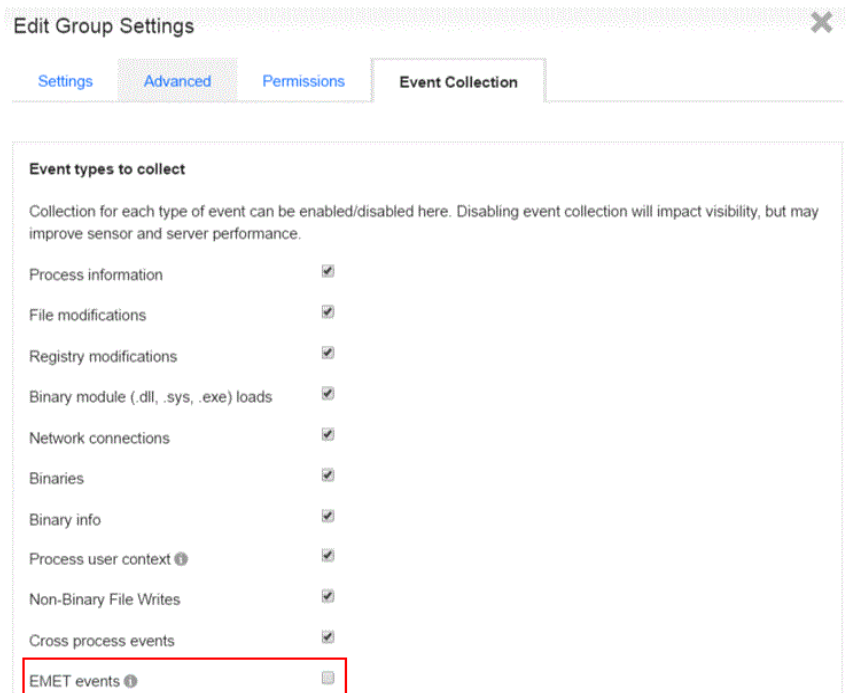 Edit Group Settings
Settings Advanced Permissions Event Collection
Event types to collect
Collection for each type of event can be enabled/disabled here. Disabling event collection will impact visibility, but may
improve sensor and server performance.
Process information
File modifications
Registry modifications
Binary module (.dll, .sys, .exe) loads
Network connections
Binaries
Binary info
Process user context
Non-Binary File Writes
Cross process events
EMET events